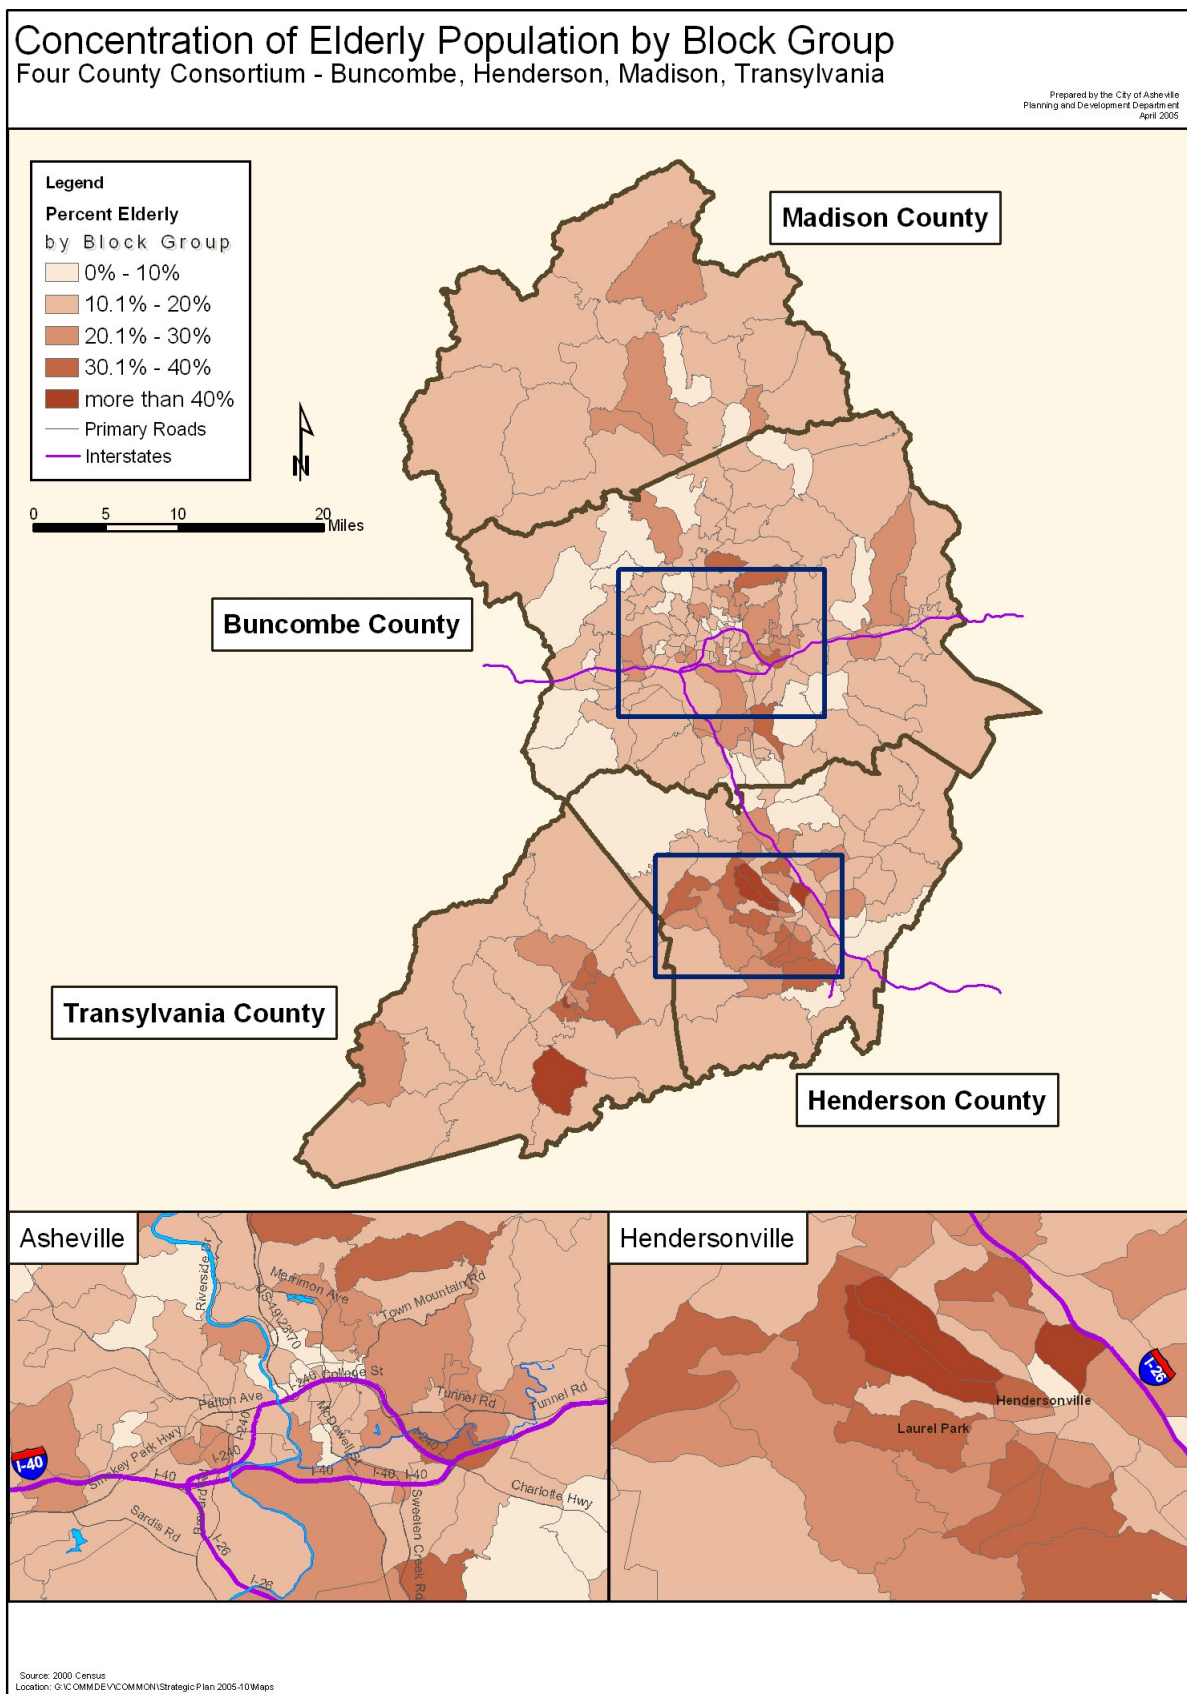 Concentration of Elderly Population by Block Group
Four County Consortium - Buncombe, Henderson, Madison, Transylvania
Prepared by the City of Asheville
Planning and Development Department
April 2005
Legend
Percent Elderly
by Block Group
0% - 10%
10.1% - 20%
20.1% - 30%
30.1% - 40%
more than 40%
Primary Roads
Interstates
N
0 5 10 20
Miles
Madison County
Buncombe County
Transylvania County
Henderson County
Asheville
Riverside Dr
Merrimon Ave
US-19\23\70
Town Mountain Rd
I-240
College St
Patton Ave
Tunnel Rd
Tunnel Rd
I-240
McDowell St
I-240
Smokey Park Hwy
I-240
I-40
I-40
I-40
I-40
I-40
Charlotte Hwy
Brevard Rd
Sardis Rd
Sweeten Creek Rd
I-26
I-26
Hendersonville
I-26
Hendersonville
Laurel Park
Source: 2000 Census
Location: G:\COMMDEV\COMMON\Strategic Plan 2005-10\Maps